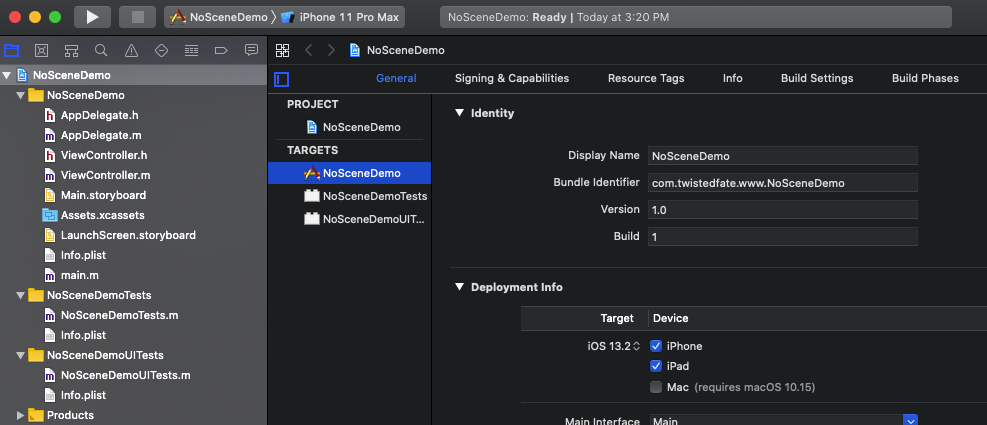 NoSceneDemo iPhone 11 Pro Max
NoSceneDemo: Ready | Today at 3:20 PM
NoSceneDemo
NoSceneDemo
AppDelegate.h
AppDelegate.m
ViewController.h
ViewController.m
Main.storyboard
Assets.xcassets
LaunchScreen.storyboard
Info.plist
main.m
NoSceneDemoTests
NoSceneDemoTests.m
Info.plist
NoSceneDemoUITests
NoSceneDemoUITests.m
Info.plist
Products
NoSceneDemo
General Signing & Capabilities Resource Tags Info Build Settings Build Phases
PROJECT
NoSceneDemo
TARGETS
NoSceneDemo
NoSceneDemoTests
NoSceneDemoUIT...
Identity
Display Name NoSceneDemo
Bundle Identifier com.twistedfate.www.NoSceneDemo
Version 1.0
Build 1
Deployment Info
Target Device
iOS 13.2 iPhone
iPad
Mac (requires macOS 10.15)
Main Interface Main